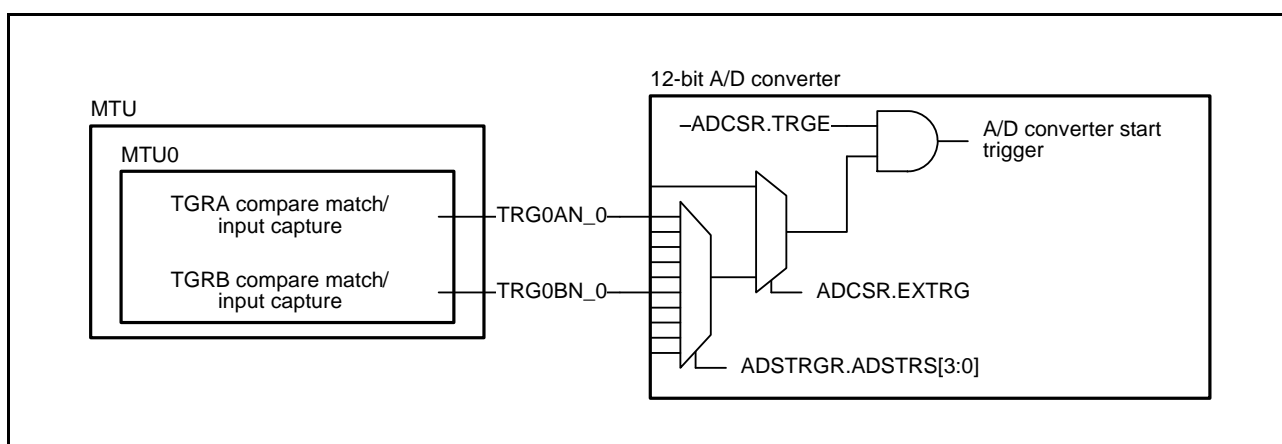 MTU
MTU0
TGRA compare match/
input capture
TRG0AN_0
TGRB compare match/
input capture
TRG0BN_0
12-bit A/D converter
ADCSR.TRGE
A/D converter start
trigger
ADCSR.EXTRG
ADSTRGR.ADSTRS[3:0]